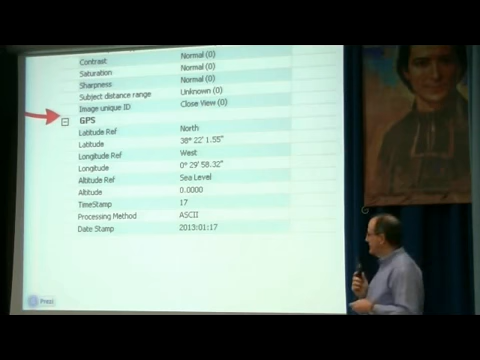 Contrast Normal (0)
Saturation Normal (0)
Sharpness Normal (0)
Subject distance range Unknown (0)
Image unique ID Close View (0)
GPS
Latitude Ref North
Latitude 38° 22' 1.55"
Longitude Ref West
Longitude 0° 29' 58.32"
Altitude Ref Sea Level
Altitude 0.0000
TimeStamp 17
Processing Method ASCII
Date Stamp 2013:01:17
Prezi